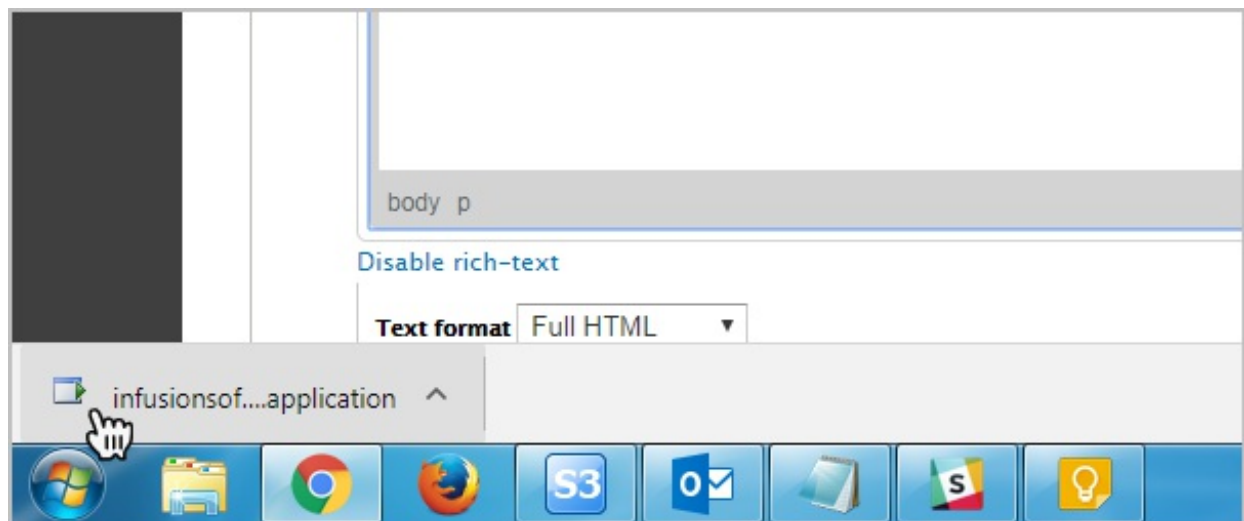 body p
Disable rich-text
Text format Full HTML
infusionsof....application
S3
O
S